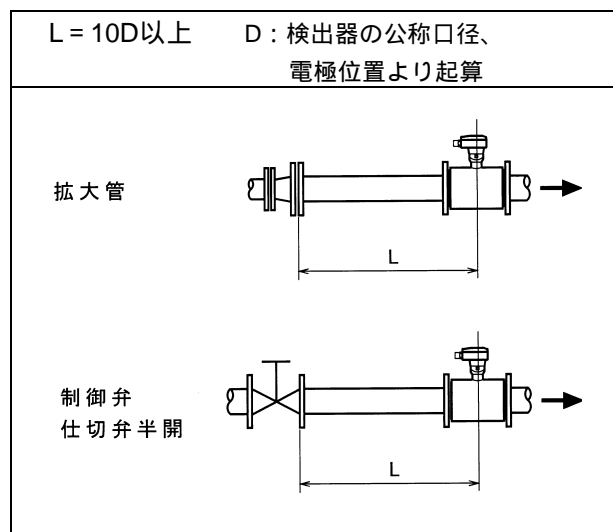 L = 10D以上 D：検出器の公称口径、
電極位置より起算
拡大管
L
制御弁
仕切弁半開
L